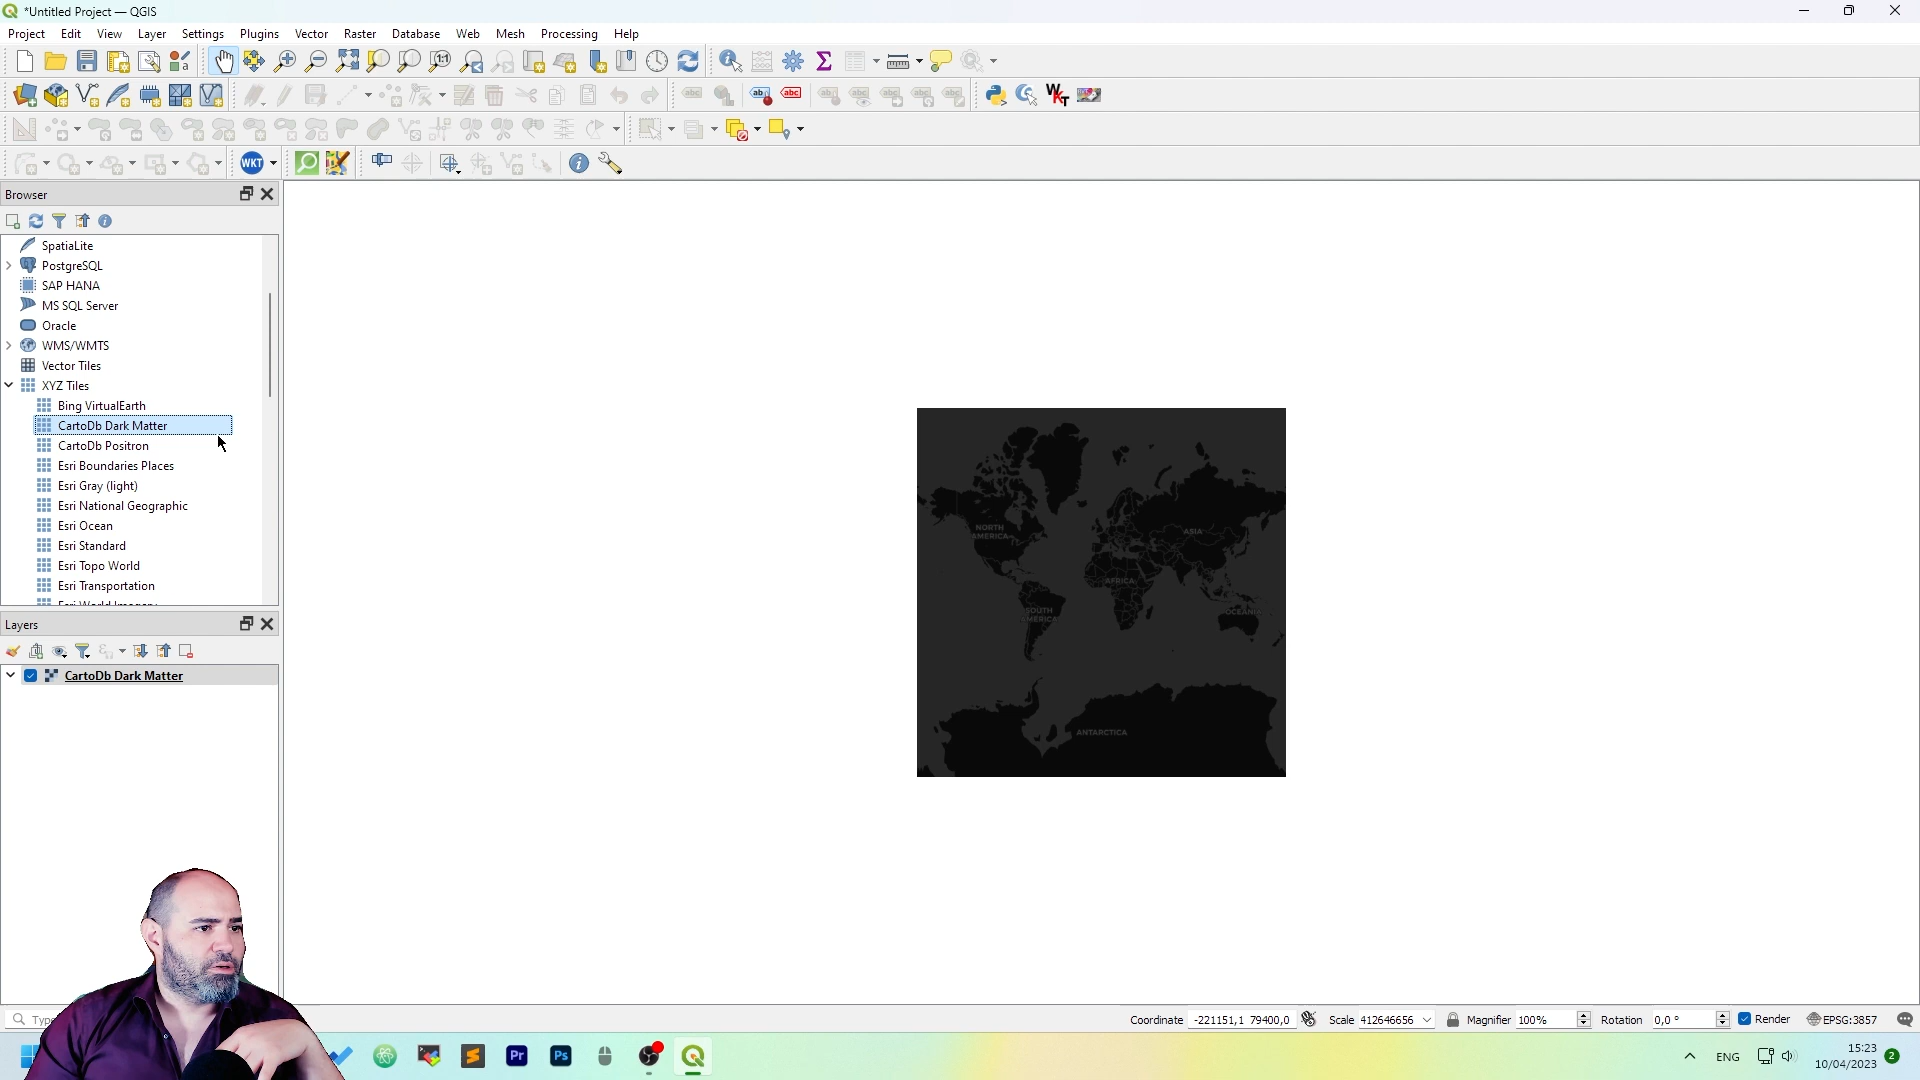 *Untitled Project — QGIS
Project Edit View Layer Settings Plugins Vector Raster Database Web Mesh Processing Help
Browser
SpatiaLite
PostgreSQL
SAP HANA
MS SQL Server
Oracle
WMS/WMTS
Vector Tiles
XYZ Tiles
Bing VirtualEarth
CartoDb Dark Matter
CartoDb Positron
Esri Boundaries Places
Esri Gray (light)
Esri National Geographic
Esri Ocean
Esri Standard
Esri Topo World
Esri Transportation
Layers
CartoDb Dark Matter
NORTH
AMERICA
ASIA
AFRICA
SOUTH
AMERICA
OCEANIA
ANTARCTICA
Coordinate -221151,1 79400,0 Scale 412646656 Magnifier 100% Rotation 0,0 ° Render EPSG:3857
ENG
15:23
10/04/2023
2